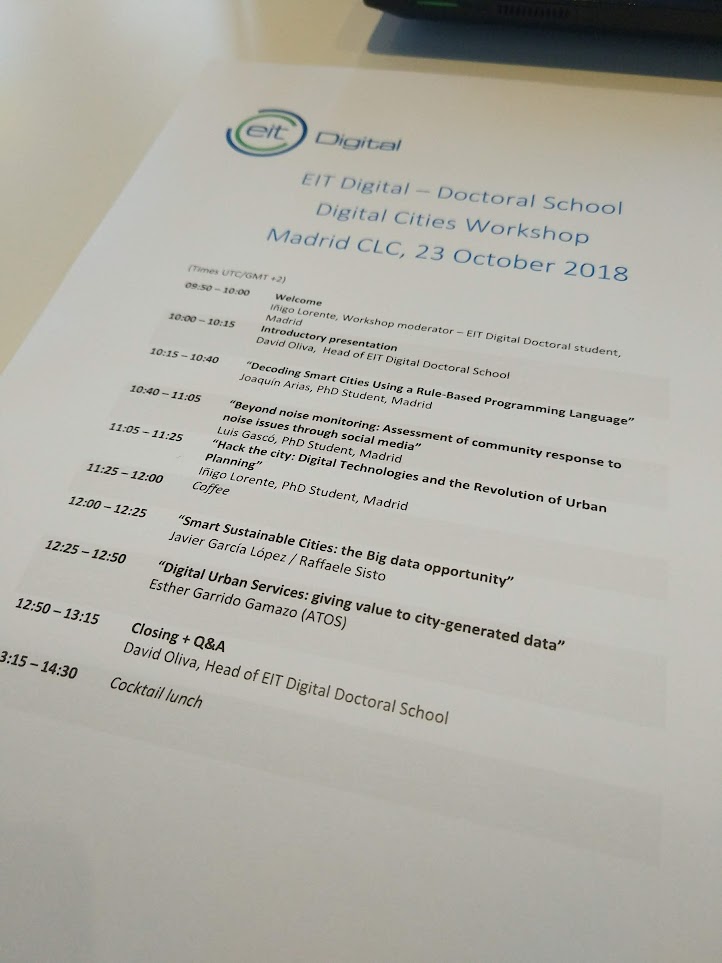 eit Digital
EIT Digital – Doctoral School
Digital Cities Workshop
Madrid CLC, 23 October 2018
(Times UTC/GMT +2)
09:50 – 10:00 Welcome
Iñigo Lorente, Workshop moderator – EIT Digital Doctoral student,
Madrid
10:00 – 10:15 Introductory presentation
David Oliva, Head of EIT Digital Doctoral School
10:15 – 10:40 "Decoding Smart Cities Using a Rule-Based Programming Language"
Joaquín Arias, PhD Student, Madrid
10:40 – 11:05 "Beyond noise monitoring: Assessment of community response to
noise issues through social media"
Luis Gascó, PhD Student, Madrid
11:05 – 11:25 "Hack the city: Digital Technologies and the Revolution of Urban
Planning"
Iñigo Lorente, PhD Student, Madrid
11:25 – 12:00 Coffee
12:00 – 12:25 "Smart Sustainable Cities: the Big data opportunity"
Javier García López / Raffaele Sisto
12:25 – 12:50 "Digital Urban Services: giving value to city-generated data"
Esther Garrido Gamazo (ATOS)
12:50 – 13:15 Closing + Q&A
David Oliva, Head of EIT Digital Doctoral School
3:15 – 14:30 Cocktail lunch